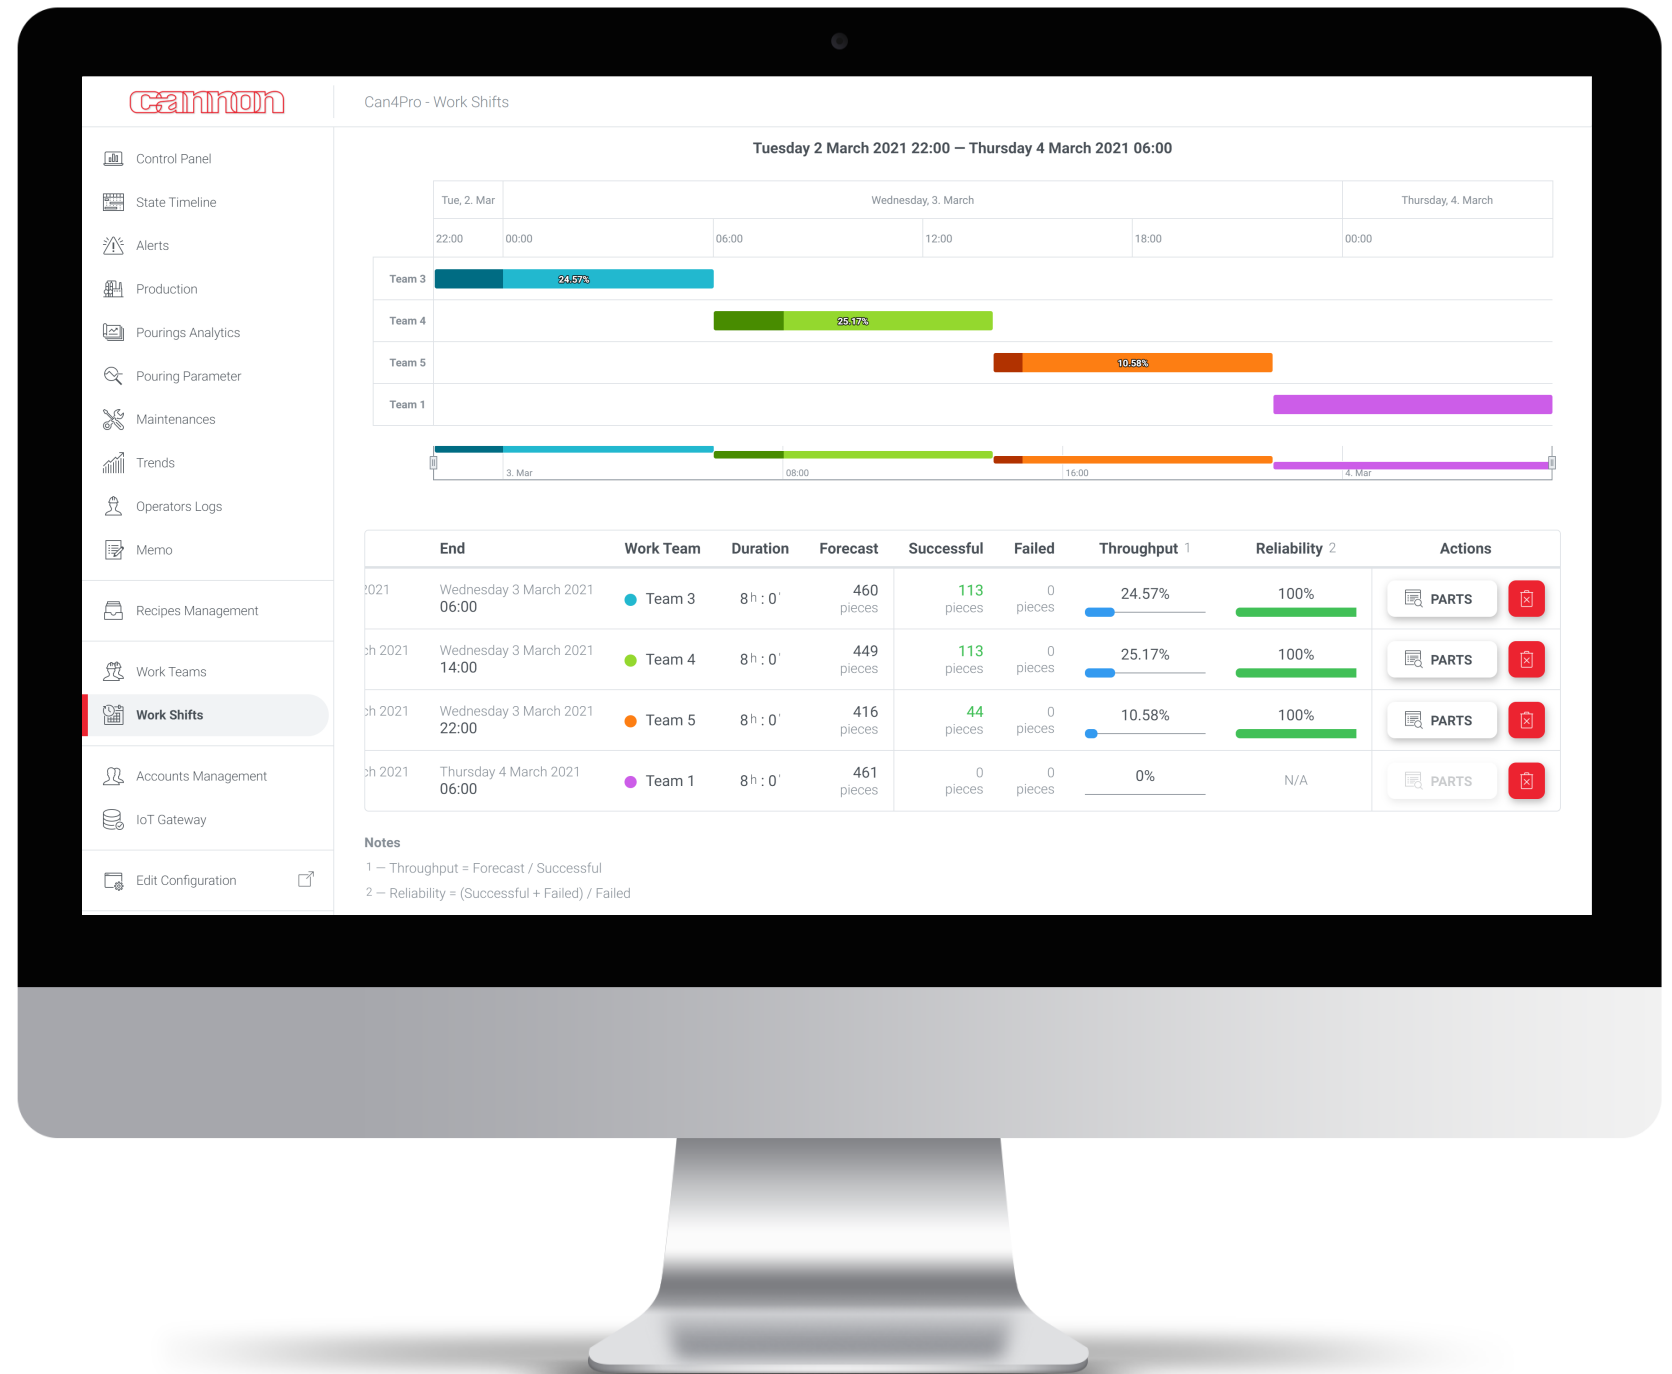 cannon
Can4Pro - Work Shifts
Control Panel
State Timeline
Alerts
Production
Pourings Analytics
Pouring Parameter
Maintenances
Trends
Operators Logs
Memo
Recipes Management
Work Teams
Work Shifts
Accounts Management
IoT Gateway
Edit Configuration
Tuesday 2 March 2021 22:00 — Thursday 4 March 2021 06:00
Tue, 2. Mar Wednesday, 3. March Thursday, 4. March
22:00 00:00 06:00 12:00 18:00 00:00
Team 3 24.57%
Team 4 25.17%
Team 5 10.58%
Team 1
3. Mar 08:00 16:00 4. Mar
End Work Team Duration Forecast Successful Failed Throughput 1 Reliability 2 Actions
2021 Wednesday 3 March 2021 06:00 Team 3 8h : 0' 460 pieces 113 pieces 0 pieces 24.57% 100% PARTS
ch 2021 Wednesday 3 March 2021 14:00 Team 4 8h : 0' 449 pieces 113 pieces 0 pieces 25.17% 100% PARTS
ch 2021 Wednesday 3 March 2021 22:00 Team 5 8h : 0' 416 pieces 44 pieces 0 pieces 10.58% 100% PARTS
ch 2021 Thursday 4 March 2021 06:00 Team 1 8h : 0' 461 pieces 0 pieces 0 pieces 0% N/A PARTS
Notes
1 — Throughput = Forecast / Successful
2 — Reliability = (Successful + Failed) / Failed